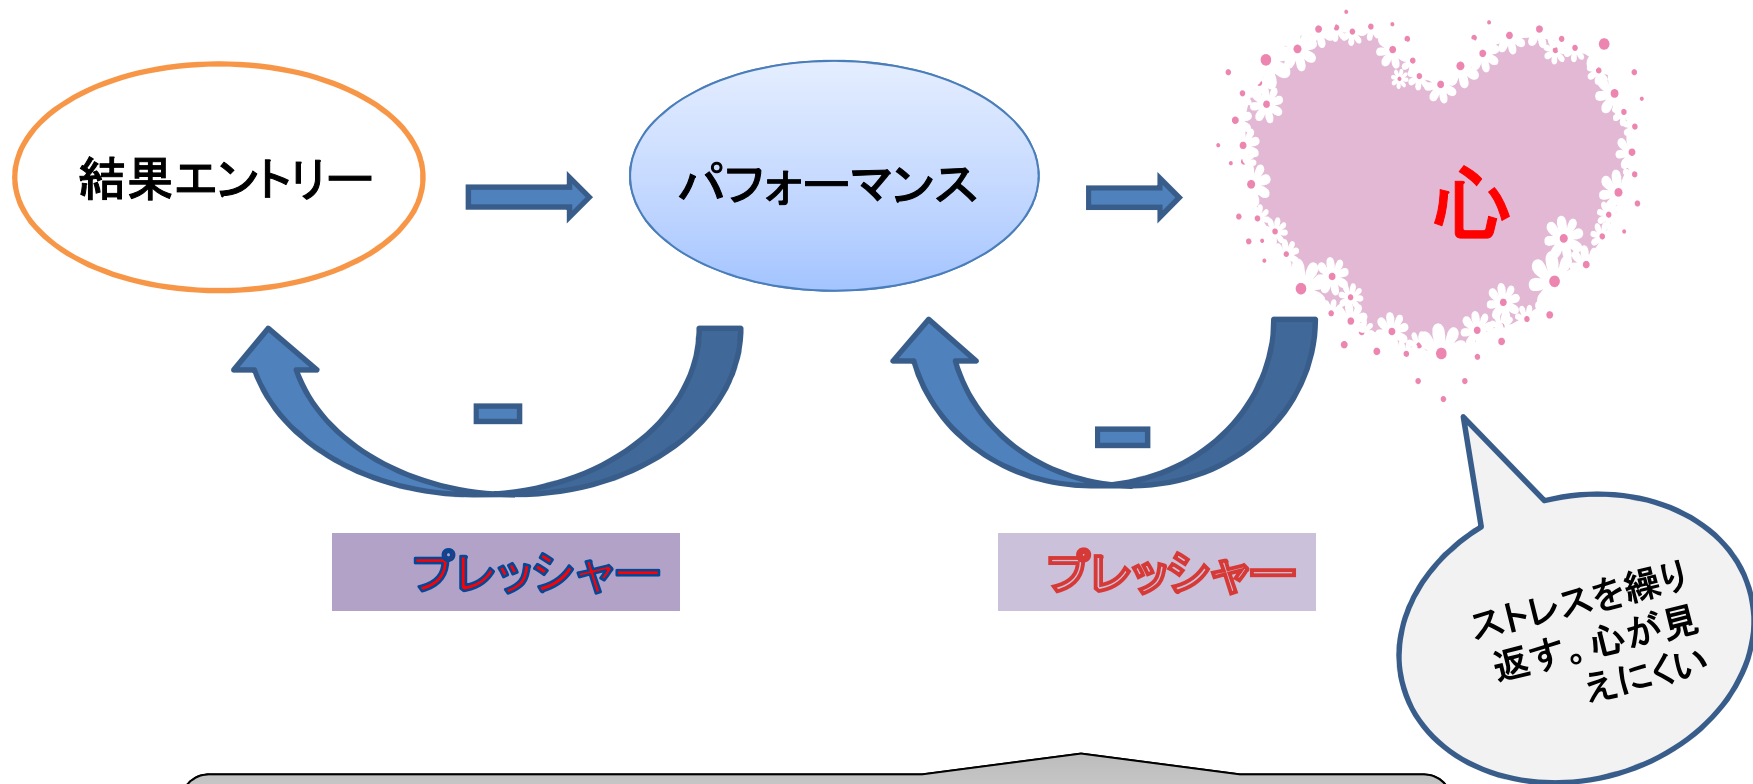 結果エントリー
パフォーマンス
心
プレッシャー
プレッシャー
ストレスを繰り
返す。心が見
えにくい